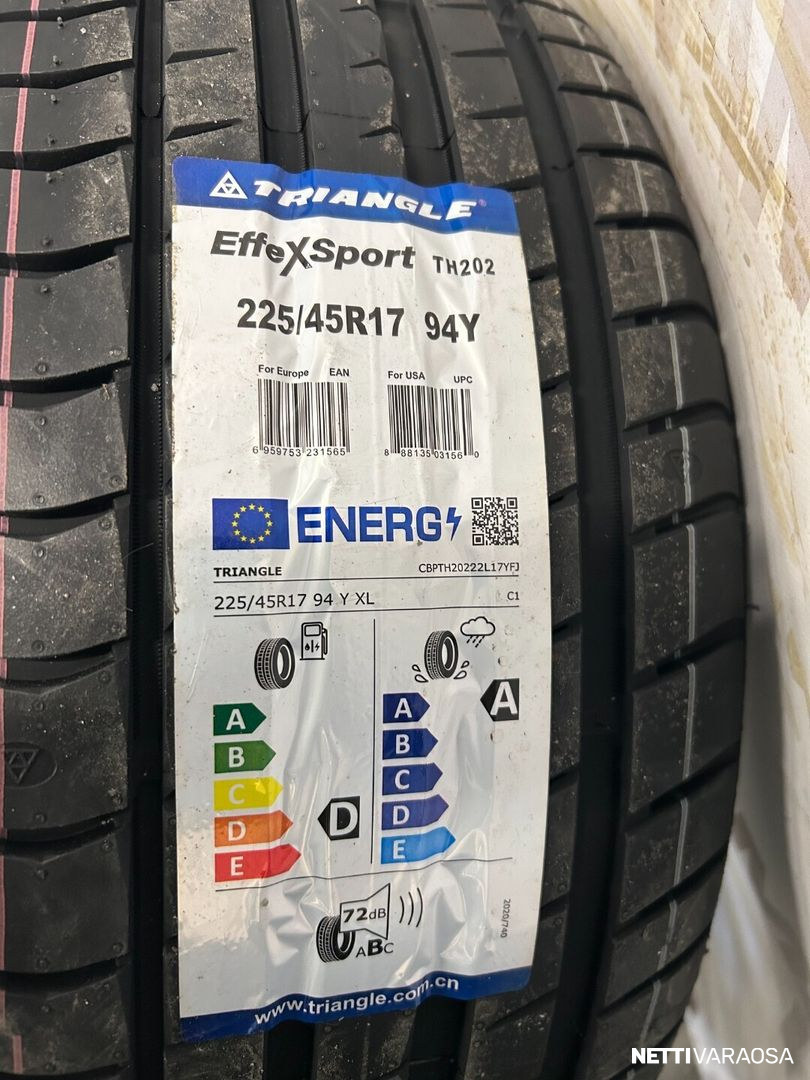 TRIANGLE®
EffeXSport TH202
225/45R17 94Y
For Europe EAN For USA UPC
6 959753 231565 8 88135 03156 0
ENERG
TRIANGLE CBPTH20222L17YFJ
225/45R17 94 Y XL C1
A A A
B B
C C
D D D
E E
72dB
ABC
2020/740
www.triangle.com.cn
NETTIVARAOSA